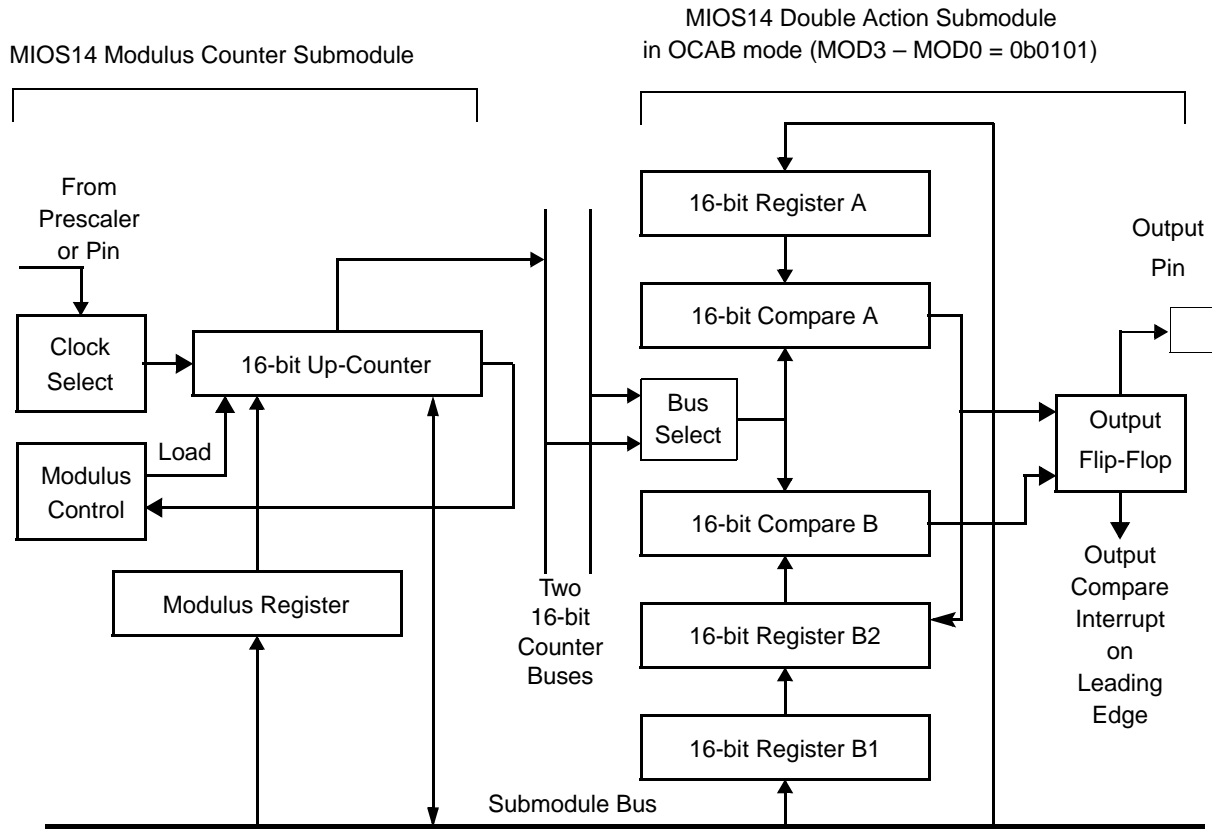 MIOS14 Modulus Counter Submodule
MIOS14 Double Action Submodule
in OCAB mode (MOD3 – MOD0 = 0b0101)
From
Prescaler
or Pin
Clock
Select
16-bit Up-Counter
Load
Modulus
Control
Modulus Register
Two
16-bit
Counter
Buses
16-bit Register A
16-bit Compare A
Bus
Select
16-bit Compare B
16-bit Register B2
16-bit Register B1
Output
Pin
Output
Flip-Flop
Output
Compare
Interrupt
on
Leading
Edge
Submodule Bus